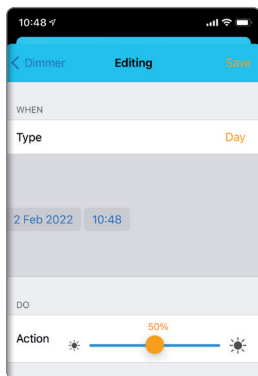 10:48
Dimmer Editing Save
WHEN
Type Day
2 Feb 2022 10:48
DO
50%
Action